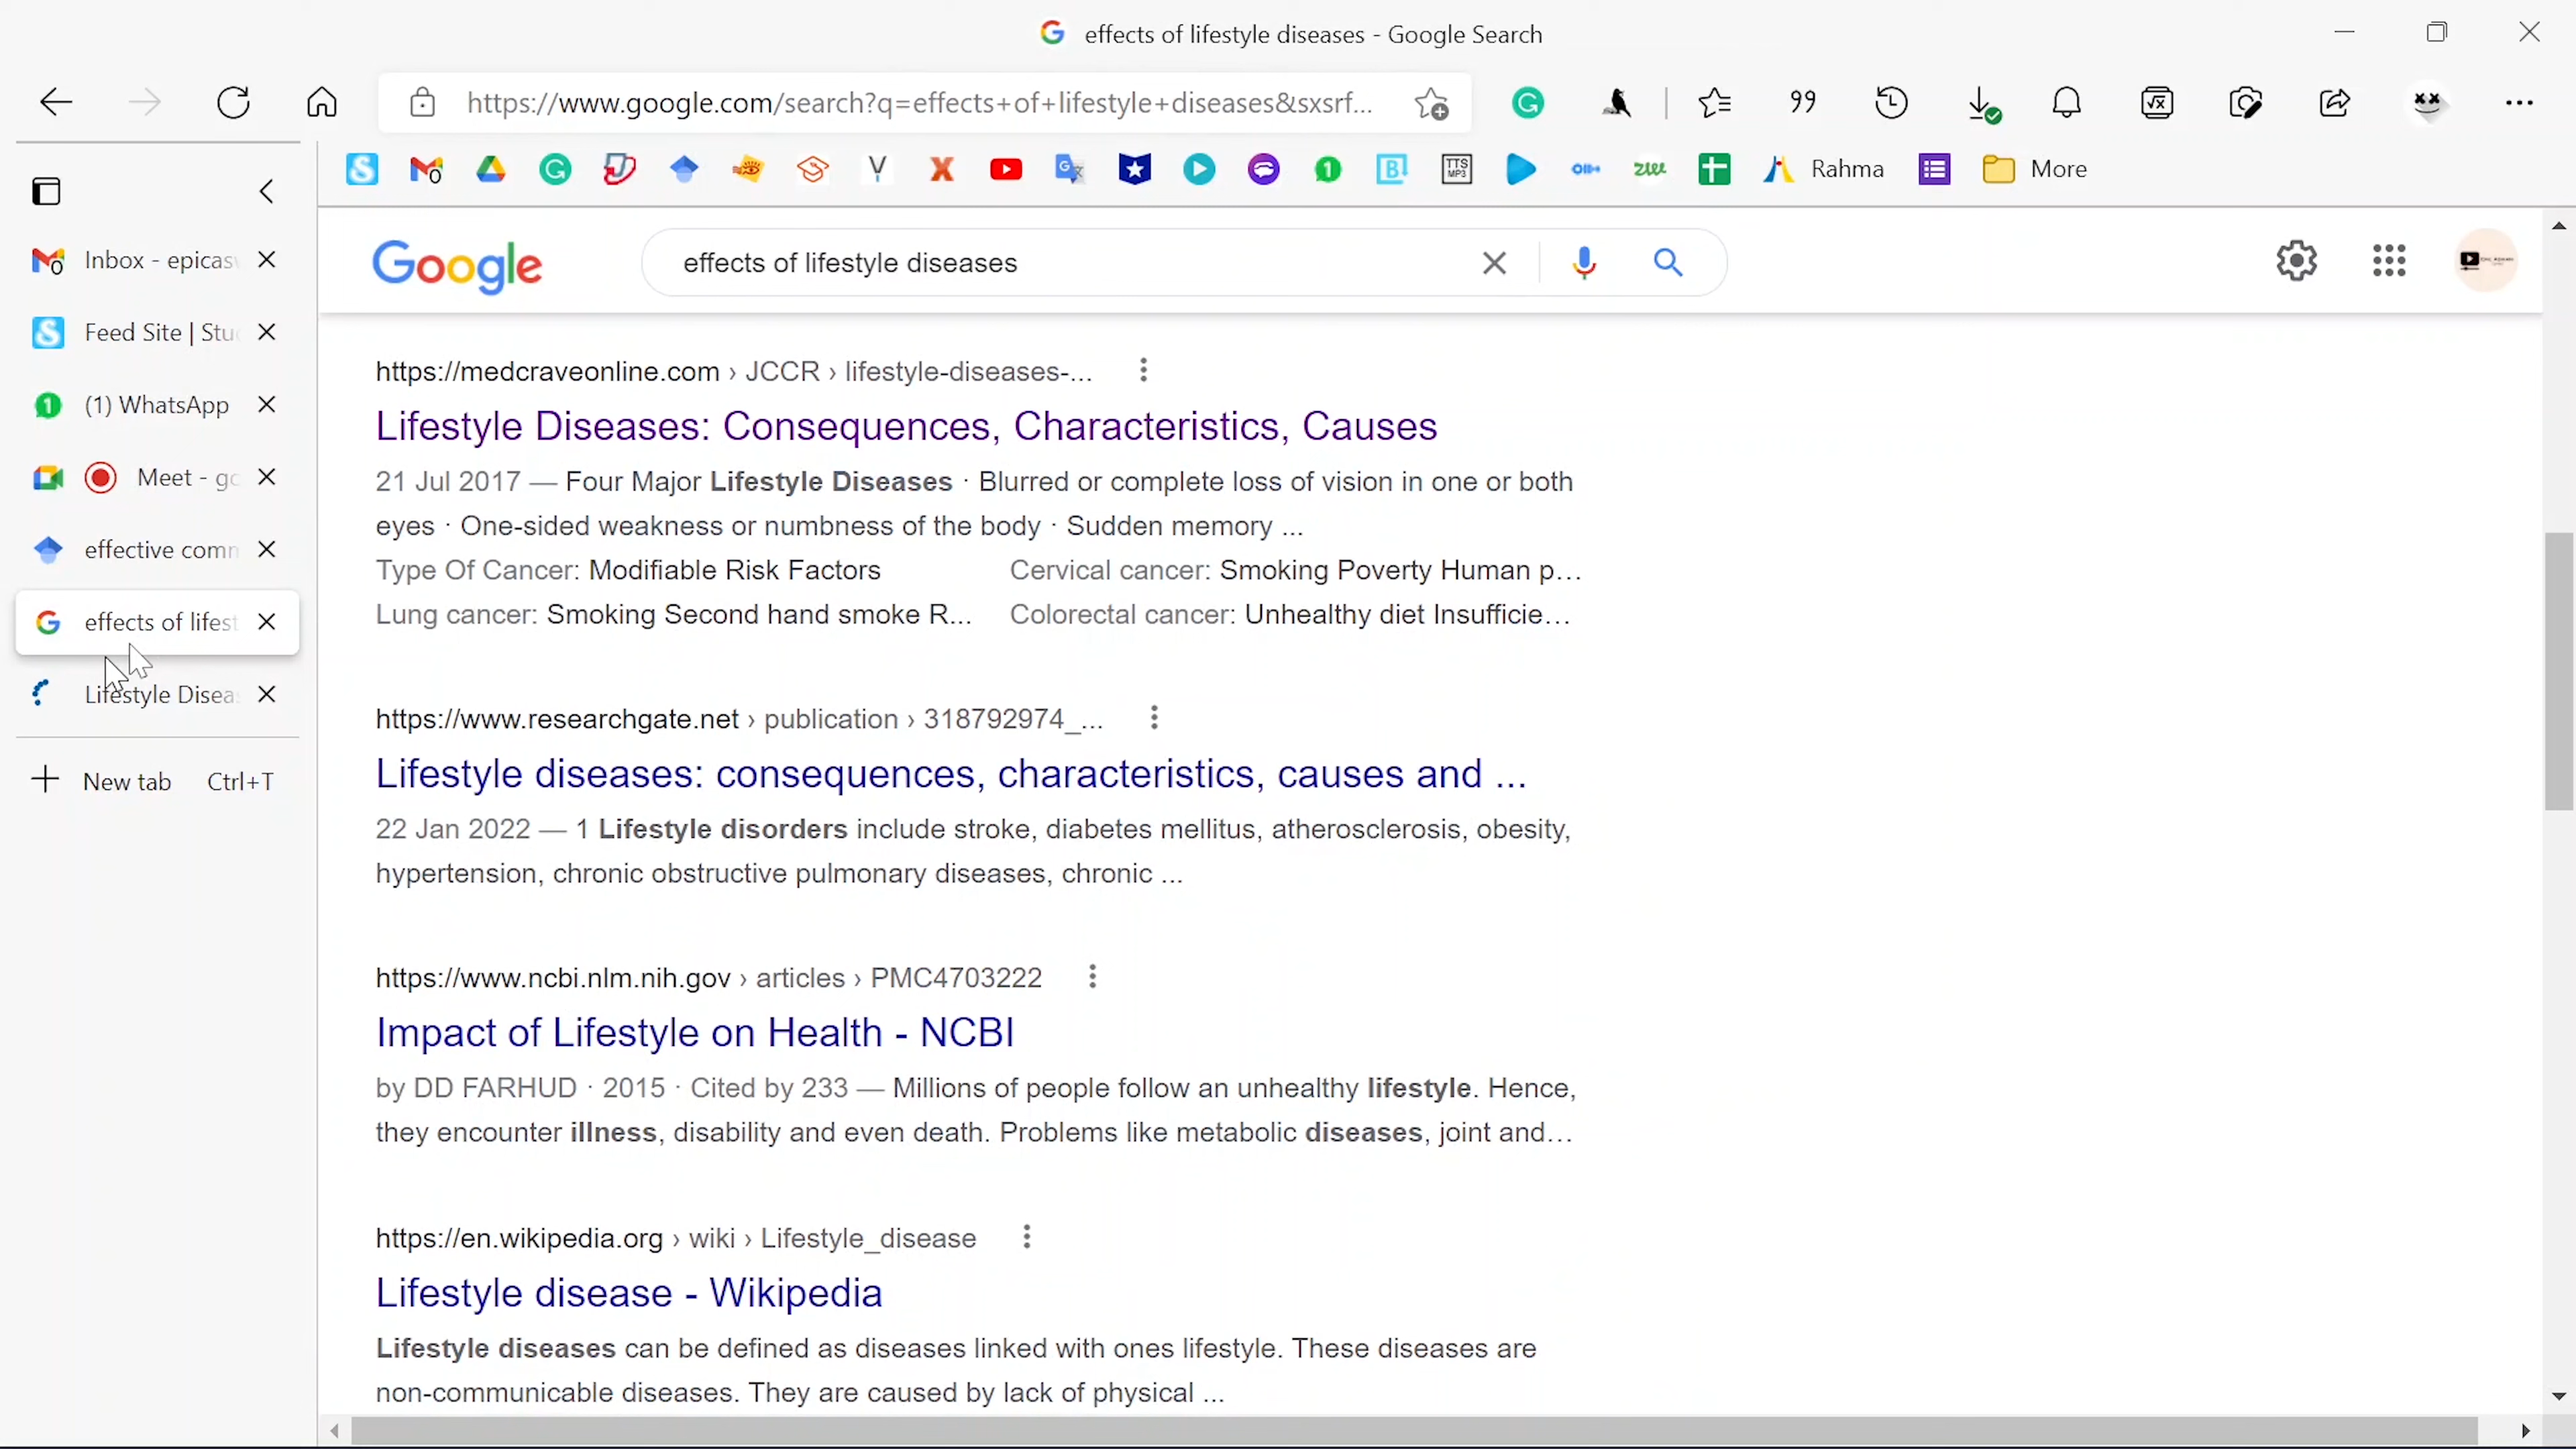 effects of lifestyle diseases - Google Search
https://www.google.com/search?q=effects+of+lifestyle+diseases&sxsrf...
99
0
V
X
1
B
TTS
MP3
Rahma
More
Inbox - epicas
Feed Site | Stu
(1) WhatsApp
Meet - go
effective comm
effects of lifest
Lifestyle Disea
New tab Ctrl+T
Google
effects of lifestyle diseases
https://medcraveonline.com › JCCR › lifestyle-diseases-...
Lifestyle Diseases: Consequences, Characteristics, Causes
21 Jul 2017 — Four Major Lifestyle Diseases · Blurred or complete loss of vision in one or both
eyes · One-sided weakness or numbness of the body · Sudden memory ...
Type Of Cancer: Modifiable Risk Factors
Cervical cancer: Smoking Poverty Human p...
Lung cancer: Smoking Second hand smoke R...
Colorectal cancer: Unhealthy diet Insufficie...
https://www.researchgate.net › publication › 318792974_...
Lifestyle diseases: consequences, characteristics, causes and ...
22 Jan 2022 — 1 Lifestyle disorders include stroke, diabetes mellitus, atherosclerosis, obesity,
hypertension, chronic obstructive pulmonary diseases, chronic ...
https://www.ncbi.nlm.nih.gov › articles › PMC4703222
Impact of Lifestyle on Health - NCBI
by DD FARHUD · 2015 · Cited by 233 — Millions of people follow an unhealthy lifestyle. Hence,
they encounter illness, disability and even death. Problems like metabolic diseases, joint and...
https://en.wikipedia.org › wiki › Lifestyle_disease
Lifestyle disease - Wikipedia
Lifestyle diseases can be defined as diseases linked with ones lifestyle. These diseases are
non-communicable diseases. They are caused by lack of physical ...